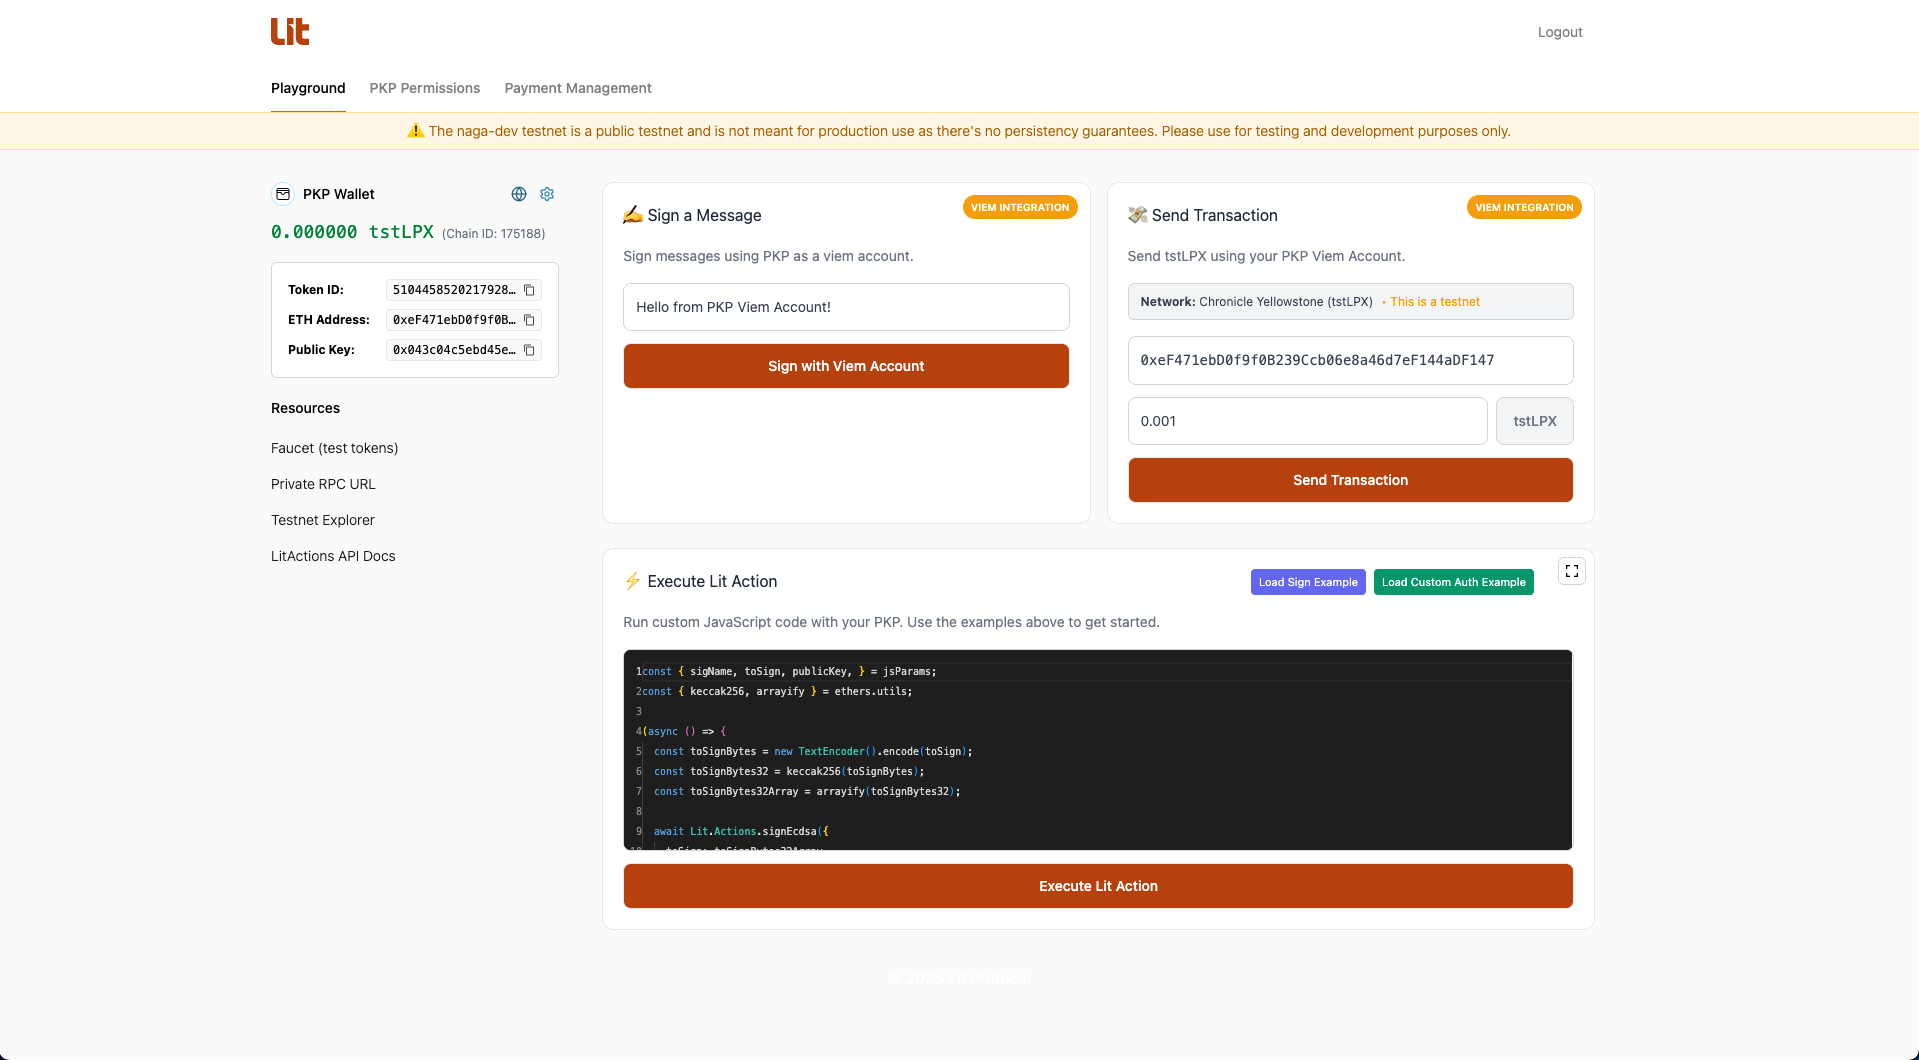 Lit
Logout
Playground
PKP Permissions
Payment Management
⚠️ The naga-dev testnet is a public testnet and is not meant for production use as there's no persistency guarantees. Please use for testing and development purposes only.
PKP Wallet
0.000000 tstLPX (Chain ID: 175188)
Token ID: 5104458520217928…
ETH Address: 0xeF471ebD0f9f0B…
Public Key: 0x043c04c5ebd45e…
Resources
Faucet (test tokens)
Private RPC URL
Testnet Explorer
LitActions API Docs
✍️ Sign a Message
VIEM INTEGRATION
Sign messages using PKP as a viem account.
Hello from PKP Viem Account!
Sign with Viem Account
💸 Send Transaction
VIEM INTEGRATION
Send tstLPX using your PKP Viem Account.
Network: Chronicle Yellowstone (tstLPX) • This is a testnet
0xeF471ebD0f9f0B239Ccb06e8a46d7eF144aDF147
0.001
tstLPX
Send Transaction
⚡ Execute Lit Action
Load Sign Example
Load Custom Auth Example
Run custom JavaScript code with your PKP. Use the examples above to get started.
1const { sigName, toSign, publicKey, } = jsParams;
2const { keccak256, arrayify } = ethers.utils;
3
4(async () => {
5 const toSignBytes = new TextEncoder().encode(toSign);
6 const toSignBytes32 = keccak256(toSignBytes);
7 const toSignBytes32Array = arrayify(toSignBytes32);
8
9 await Lit.Actions.signEcdsa({
10 toSign: toSignBytes32Array,
Execute Lit Action
© 2025 Lit Protocol